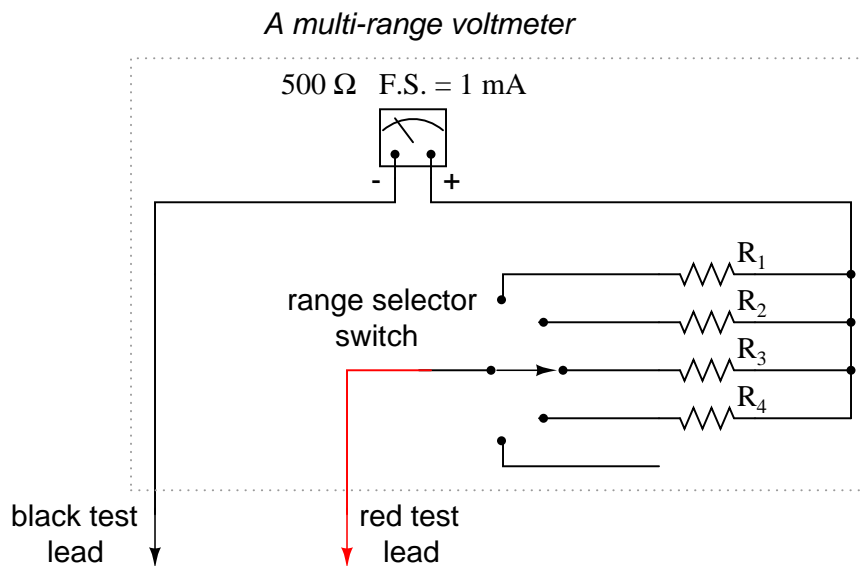 A multi-range voltmeter
500 Ω F.S. = 1 mA
- +
R1
range selector
switch
R2
R3
R4
black test
lead
red test
lead